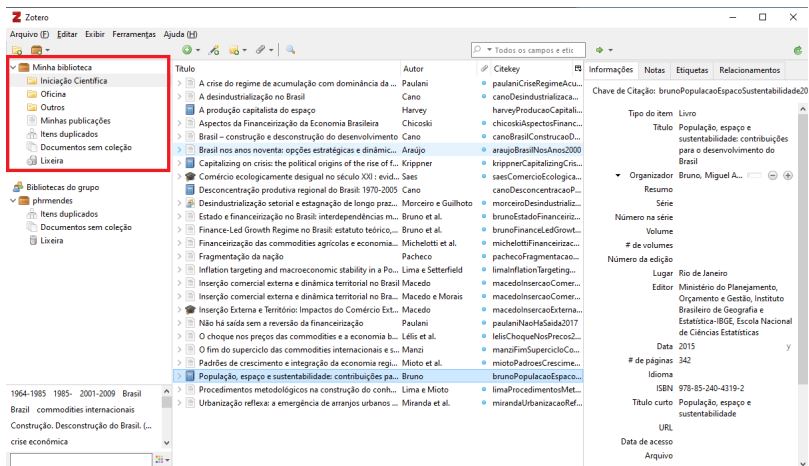 Zotero
Arquivo (F) Editar Exibir Ferramentas Ajuda (H)
Todos os campos e etic
Minha biblioteca
Iniciação Científica
Oficina
Outros
Minhas publicações
Itens duplicados
Documentos sem coleção
Lixeira
Bibliotecas do grupo
phrmendes
Itens duplicados
Documentos sem coleção
Lixeira
1964-1985 1985- 2001-2009 Brasil
Brazil commodities internacionais
Construção. Desconstrução do Brasil. (...
crise econômica
Título Autor Citekey
A crise do regime de acumulação com dominância da ... Paulani paulaniCriseRegimeAcu...
A desindustrialização no Brasil Cano canoDesindustrializaca...
A produção capitalista do espaço Harvey harveyProducaoCapitali...
Aspectos da Financeirização da Economia Brasileira Chicoski chicoskiAspectosFinanc...
Brasil – construção e desconstrução do desenvolvimento Cano canoBrasilConstrucaoD...
Brasil nos anos noventa: opções estratégicas e dinâmic... Araújo araujoBrasilNosAnos2000
Capitalizing on crisis: the political origins of the rise of f... Krippner krippnerCapitalizingCris...
Comércio ecologicamente desigual no século XXI : evid... Saes saesComercioEcologica...
Desconcentração produtiva regional do Brasil: 1970-2005 Cano canoDesconcentracaoP...
Desindustrialização setorial e estagnação de longo praz... Morceiro e Guilhoto morceiroDesindustrializ...
Estado e financeirização no Brasil: interdependências m... Bruno et al. brunoEstadoFinanceiriz...
Finance-Led Growth Regime no Brasil: estatuto teórico,... Bruno et al. brunoFinanceLedGrowt...
Financeirização das commodities agrícolas e economia... Michelotti et al. michelottiFinanceirizac...
Fragmentação da nação Pacheco pachecoFragmentacao...
Inflation targeting and macroeconomic stability in a Po... Lima e Setterfield limaInflationTargeting...
Inserção comercial externa e dinâmica territorial no Brasil Macedo macedoInsercaoComer...
Inserção comercial externa e dinâmica territorial no Bra... Macedo e Morais macedoInsercaoComer...
Inserção Externa e Território: Impactos do Comércio Ext... Macedo macedoInsercaoExterna...
Não há saída sem a reversão da financeirização Paulani paulaniNaoHaSaida2017
O choque nos preços das commodities e a economia b... Lélis et al. lelisChoqueNosPrecos2...
O fim do superciclo das commodities internacionais e s... Manzi manziFimSupercicloCo...
Padrões de crescimento e integração da economia regi... Mioto et al. miotoPadroesCrescime...
População, espaço e sustentabilidade: contribuições pa... Bruno brunoPopulacaoEspaco...
Procedimentos metodológicos na construção do conh... Lima e Mioto limaProcedimentosMet...
Urbanização reflexa: a emergência de arranjos urbanos ... Miranda et al. mirandaUrbanizacaoRef...
Informações Notas Etiquetas Relacionamentos
Chave de Citação: brunoPopulacaoEspacoSustentabilidade20
Tipo do item Livro
Título População, espaço e
sustentabilidade: contribuições
para o desenvolvimento do
Brasil
Organizador Bruno, Miguel A...
Resumo
Série
Número na série
Volume
# de volumes
Número da edição
Lugar Rio de Janeiro
Editor Ministério do Planejamento,
Orçamento e Gestão, Instituto
Brasileiro de Geografia e
Estatística-IBGE, Escola Nacional
de Ciências Estatísticas
Data 2015 y
# de páginas 342
Idioma
ISBN 978-85-240-4319-2
Título curto População, espaço e
sustentabilidade
URL
Data de acesso
Arquivo